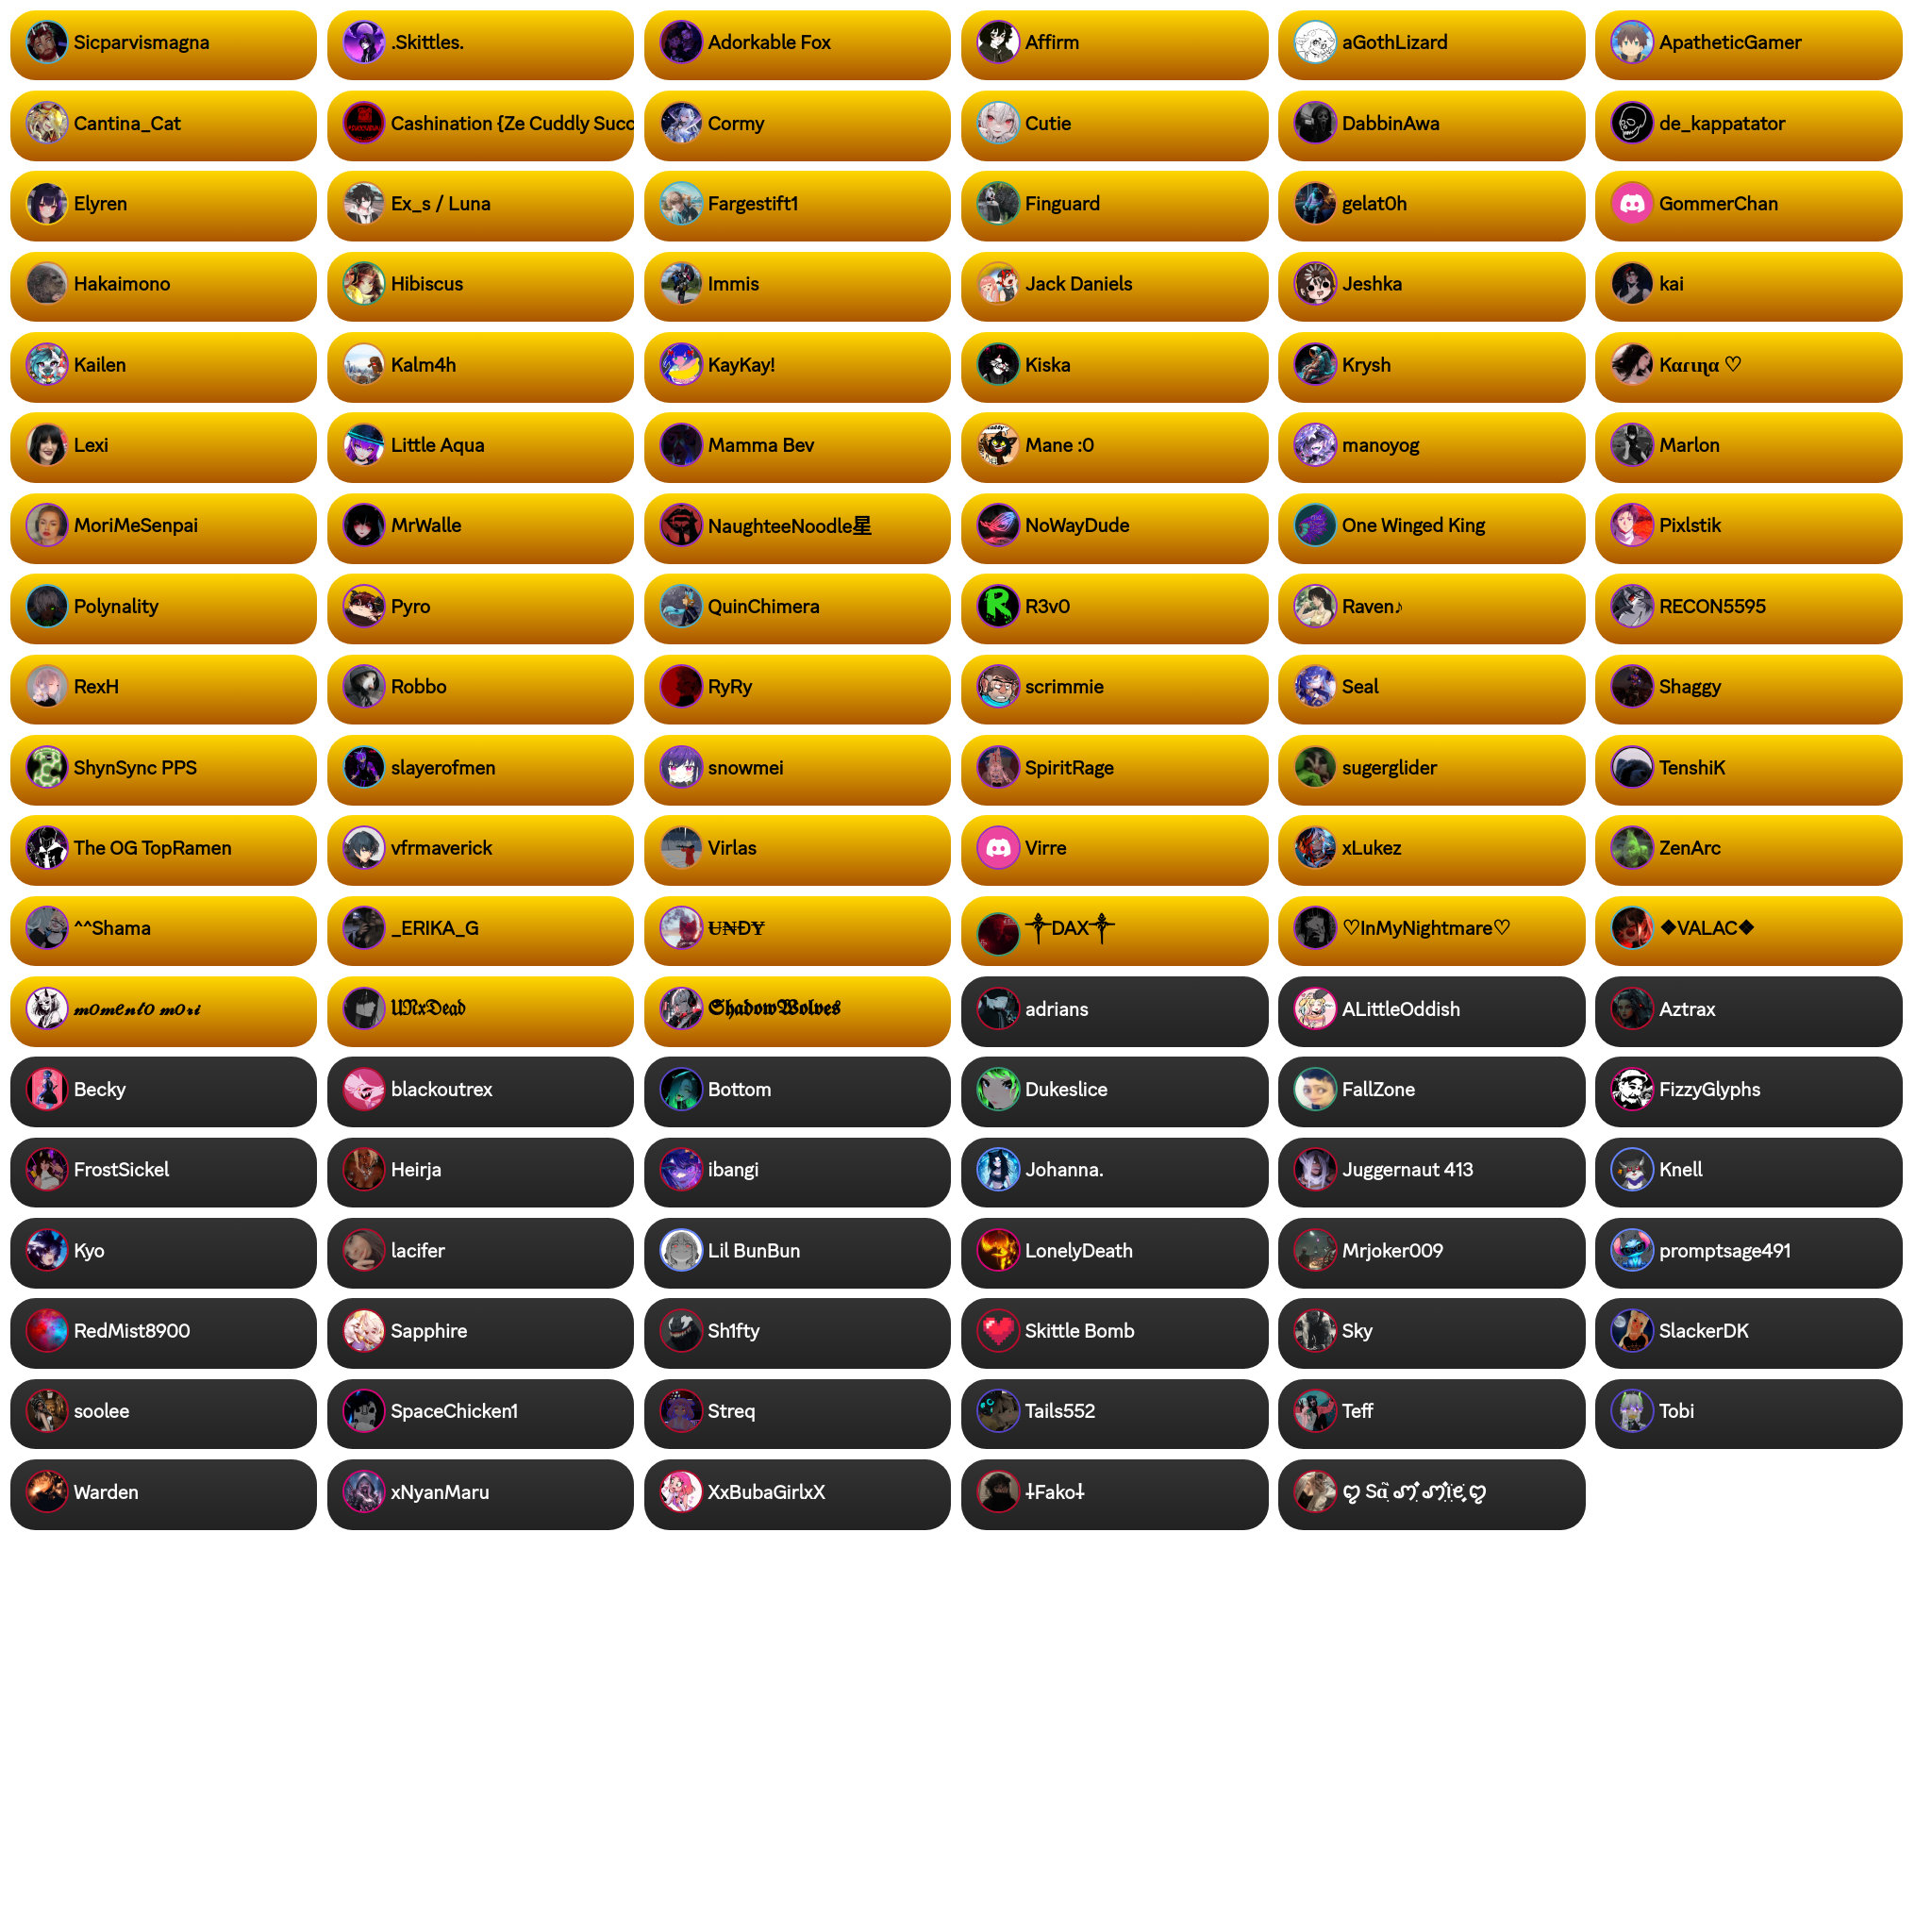 Sicparvismagna
.Skittles.
Adorkable Fox
Affirm
aGothLizard
ApatheticGamer
Cantina_Cat
Cashination {Ze Cuddly Succ
Cormy
Cutie
DabbinAwa
de_kappatator
Elyren
Ex_s / Luna
Fargestift1
Finguard
gelat0h
GommerChan
Hakaimono
Hibiscus
Immis
Jack Daniels
Jeshka
kai
Kailen
Kalm4h
KayKay!
Kiska
Krysh
Kαɾιηα ♡
Lexi
Little Aqua
Mamma Bev
Mane :0
manoyog
Marlon
MoriMeSenpai
MrWalle
NaughteeNoodle星
NoWayDude
One Winged King
Pixlstik
Polynality
Pyro
QuinChimera
R3v0
Raven♪
RECON5595
RexH
Robbo
RyRy
scrimmie
Seal
Shaggy
ShynSync PPS
slayerofmen
snowmei
SpiritRage
sugerglider
TenshiK
The OG TopRamen
vfrmaverick
Virlas
Virre
xLukez
ZenArc
^^Shama
_ERIKA_G
U̶N̶ĐɎ
༒DAX༒
♡InMyNightmare♡
❖VALAC❖
𝓶𝓸𝓶𝓮𝓷𝓽𝓸 𝓶𝓸𝓻𝓲
𝔘𝔑𝔵𝔇𝔢𝔞𝔡
𝕾𝖍𝖆𝖉𝖔𝖜𝖂𝖔𝖑𝖛𝖊𝖘
adrians
ALittleOddish
Aztrax
Becky
blackoutrex
Bottom
Dukeslice
FallZone
FizzyGlyphs
FrostSickel
Heirja
ibangi
Johanna.
Juggernaut 413
Knell
Kyo
lacifer
Lil BunBun
LonelyDeath
Mrjoker009
promptsage491
RedMist8900
Sapphire
Sh1fty
Skittle Bomb
Sky
SlackerDK
soolee
SpaceChicken1
Streq
Tails552
Teff
Tobi
Warden
xNyanMaru
XxBubaGirlxX
⸸Fako⸸